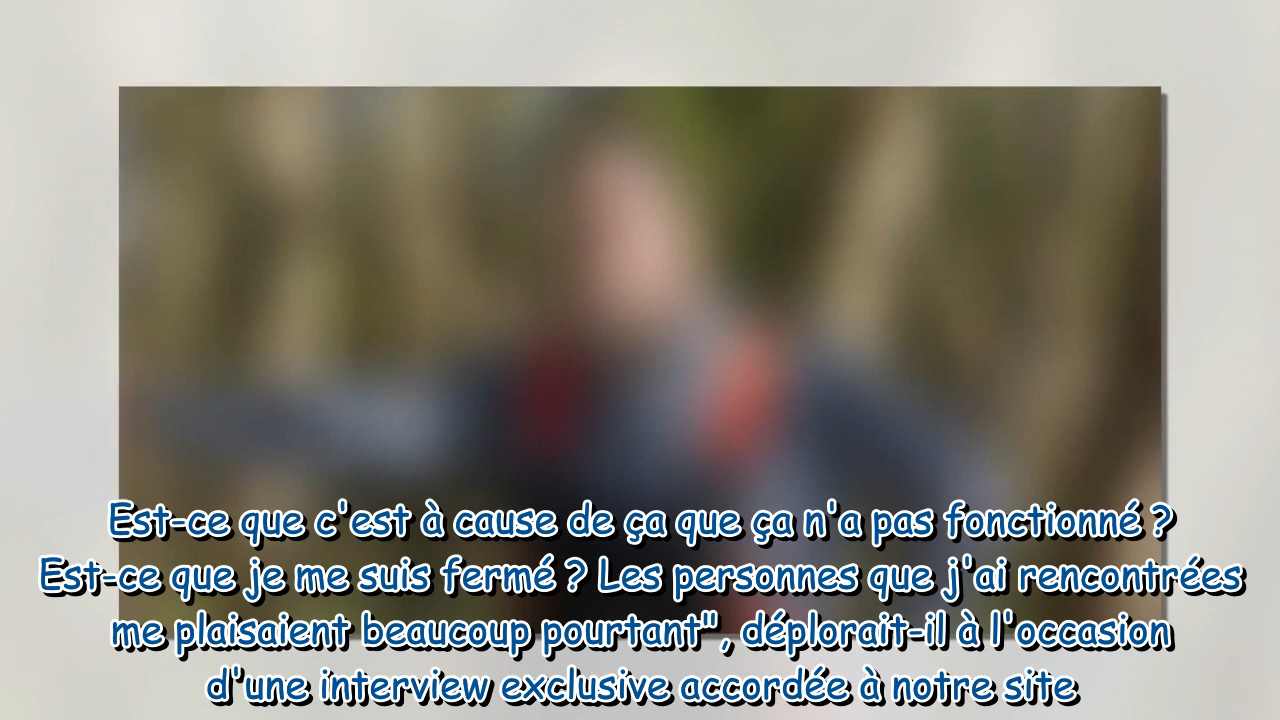 Est-ce que c'est à cause de ça que ça n'a pas fonctionné ?
Est-ce que je me suis fermé ? Les personnes que j'ai rencontrées
me plaisaient beaucoup pourtant", déplorait-il à l'occasion
d'une interview exclusive accordée à notre site